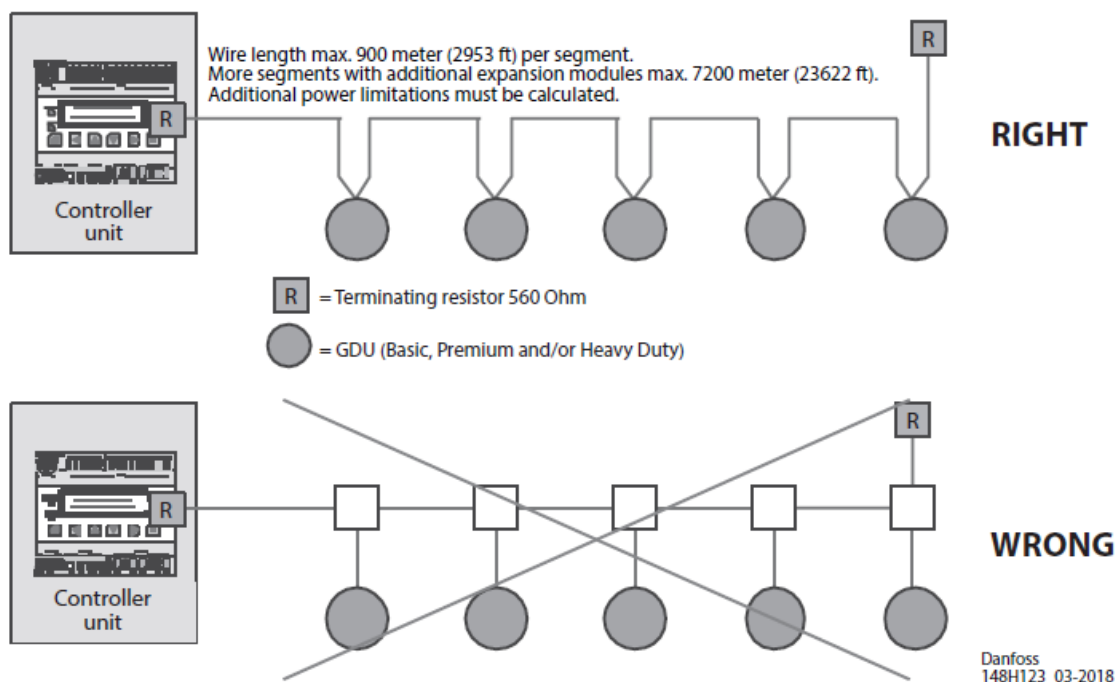 Wire length max. 900 meter (2953 ft) per segment.
More segments with additional expansion modules max. 7200 meter (23622 ft).
Additional power limitations must be calculated.
R
R
RIGHT
Controller
unit
R = Terminating resistor 560 Ohm
= GDU (Basic, Premium and/or Heavy Duty)
R
R
WRONG
Controller
unit
Danfoss
148H123 03-2018